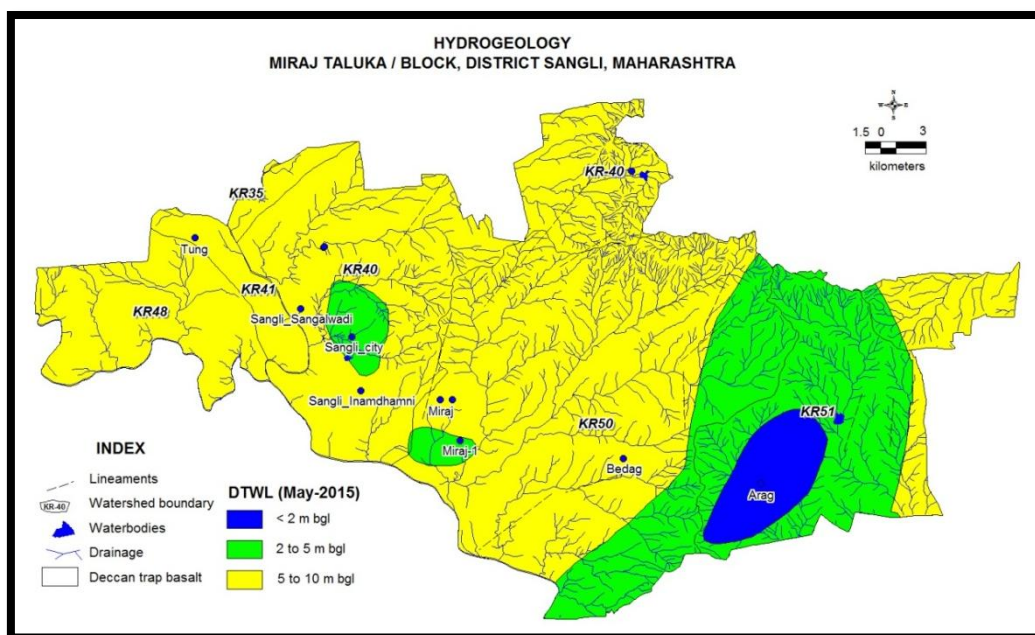 HYDROGEOLOGY
MIRAJ TALUKA / BLOCK, DISTRICT SANGLI, MAHARASHTRA
N
W E
S
1.5 0 3
kilometers
KR-40
KR35
Tung
KR40
KR41
KR48
Sangli_Sangalwadi
Sangli_city
Sangli_Inamdhamni
Miraj
KR51
KR50
Miraj-1
Bedag
Arag
INDEX
Lineaments
KR-40 Watershed boundary
Waterbodies
Drainage
Deccan trap basalt
DTWL (May-2015)
< 2 m bgl
2 to 5 m bgl
5 to 10 m bgl